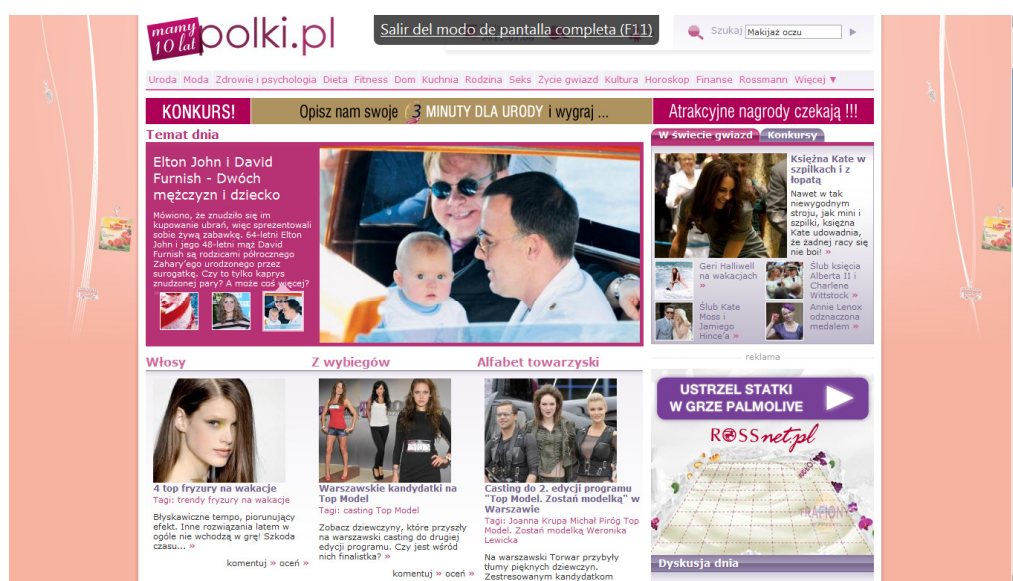 mamy
10 lat
polki.pl
Salir del modo de pantalla completa (F11)
Szukaj Makijaż oczu
Uroda Moda Zdrowie i psychologia Dieta Fitness Dom Kuchnia Rodzina Seks Życie gwiazd Kultura Horoskop Finanse Rossmann Więcej ▼
KONKURS! Opisz nam swoje 3 MINUTY DLA URODY i wygraj ... Atrakcyjne nagrody czekają !!!
Temat dnia
Elton John i David
Furnish - Dwóch
mężczyzn i dziecko
Mówiono, że znudziło się im
kupowanie ubrań, więc sprezentowali
sobie żywą zabawkę. 64-letni Elton
John i jego 48-letni mąż David
Furnish są rodzicami półrocznego
Zahary'ego urodzonego przez
surogatkę. Czy to tylko kaprys
znudzonej pary? A może coś więcej?
W świecie gwiazd Konkursy
Księżna Kate w
szpilkach i z
łopatą
Nawet w tak
niewygodnym
stroju, jak mini i
szpilki, księżna
Kate udowadnia,
że żadnej racy się
nie boi! »
Geri Halliwell
na wakacjach
»
Ślub księcia
Alberta II i
Charlene
Wittstock »
Ślub Kate
Moss i
Jamiego
Hince'a »
Annie Lenox
odznaczona
medalem »
reklama
USTRZEL STATKI
W GRZE PALMOLIVE
ROSSnet.pl
TRAFIONY
Dyskusja dnia
Włosy
4 top fryzury na wakacje
Tagi: trendy fryzury na wakacje
Błyskawiczne tempo, piorunujący
efekt. Inne rozwiązania latem w
ogóle nie wchodzą w grę! Szkoda
czasu... »
komentuj » oceń »
Z wybiegów
Warszawskie kandydatki na
Top Model
Tagi: casting Top Model
Zobacz dziewczyny, które przyszły
na warszawski casting do drugiej
edycji programu. Czy jest wśród
nich finalistka? »
komentuj » oceń »
Alfabet towarzyski
Casting do 2. edycji programu
"Top Model. Zostań modelką" w
Warszawie
Tagi: Joanna Krupa Michał Piróg Top
Model. Zostań modelką Weronika
Lewicka
Na warszawski Torwar przybyły
tłumy pięknych dziewczyn.
Zestresowanym kandydatkom